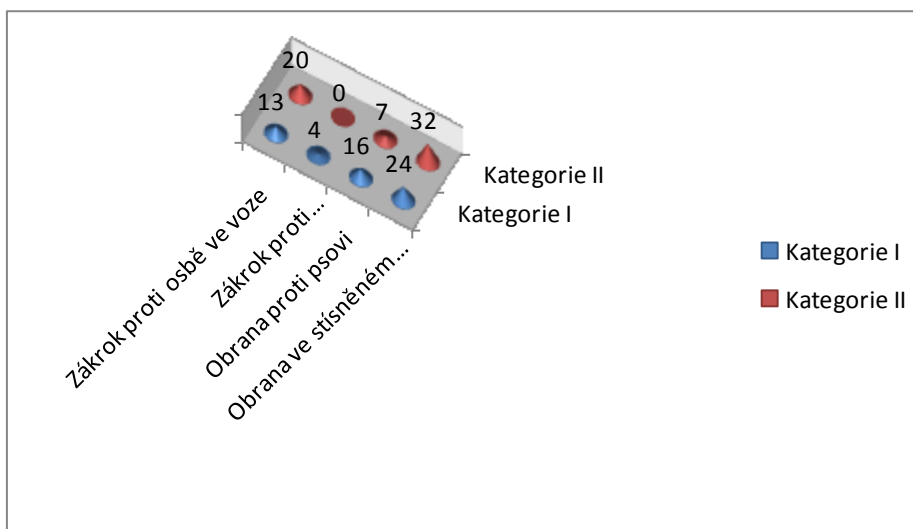 20
0
7
32
13
4
16
24
Kategorie II
Kategorie I
Zákrok proti osbě ve voze
Zákrok proti...
Obrana proti psovi
Obrana ve stísněném...
Kategorie I
Kategorie II